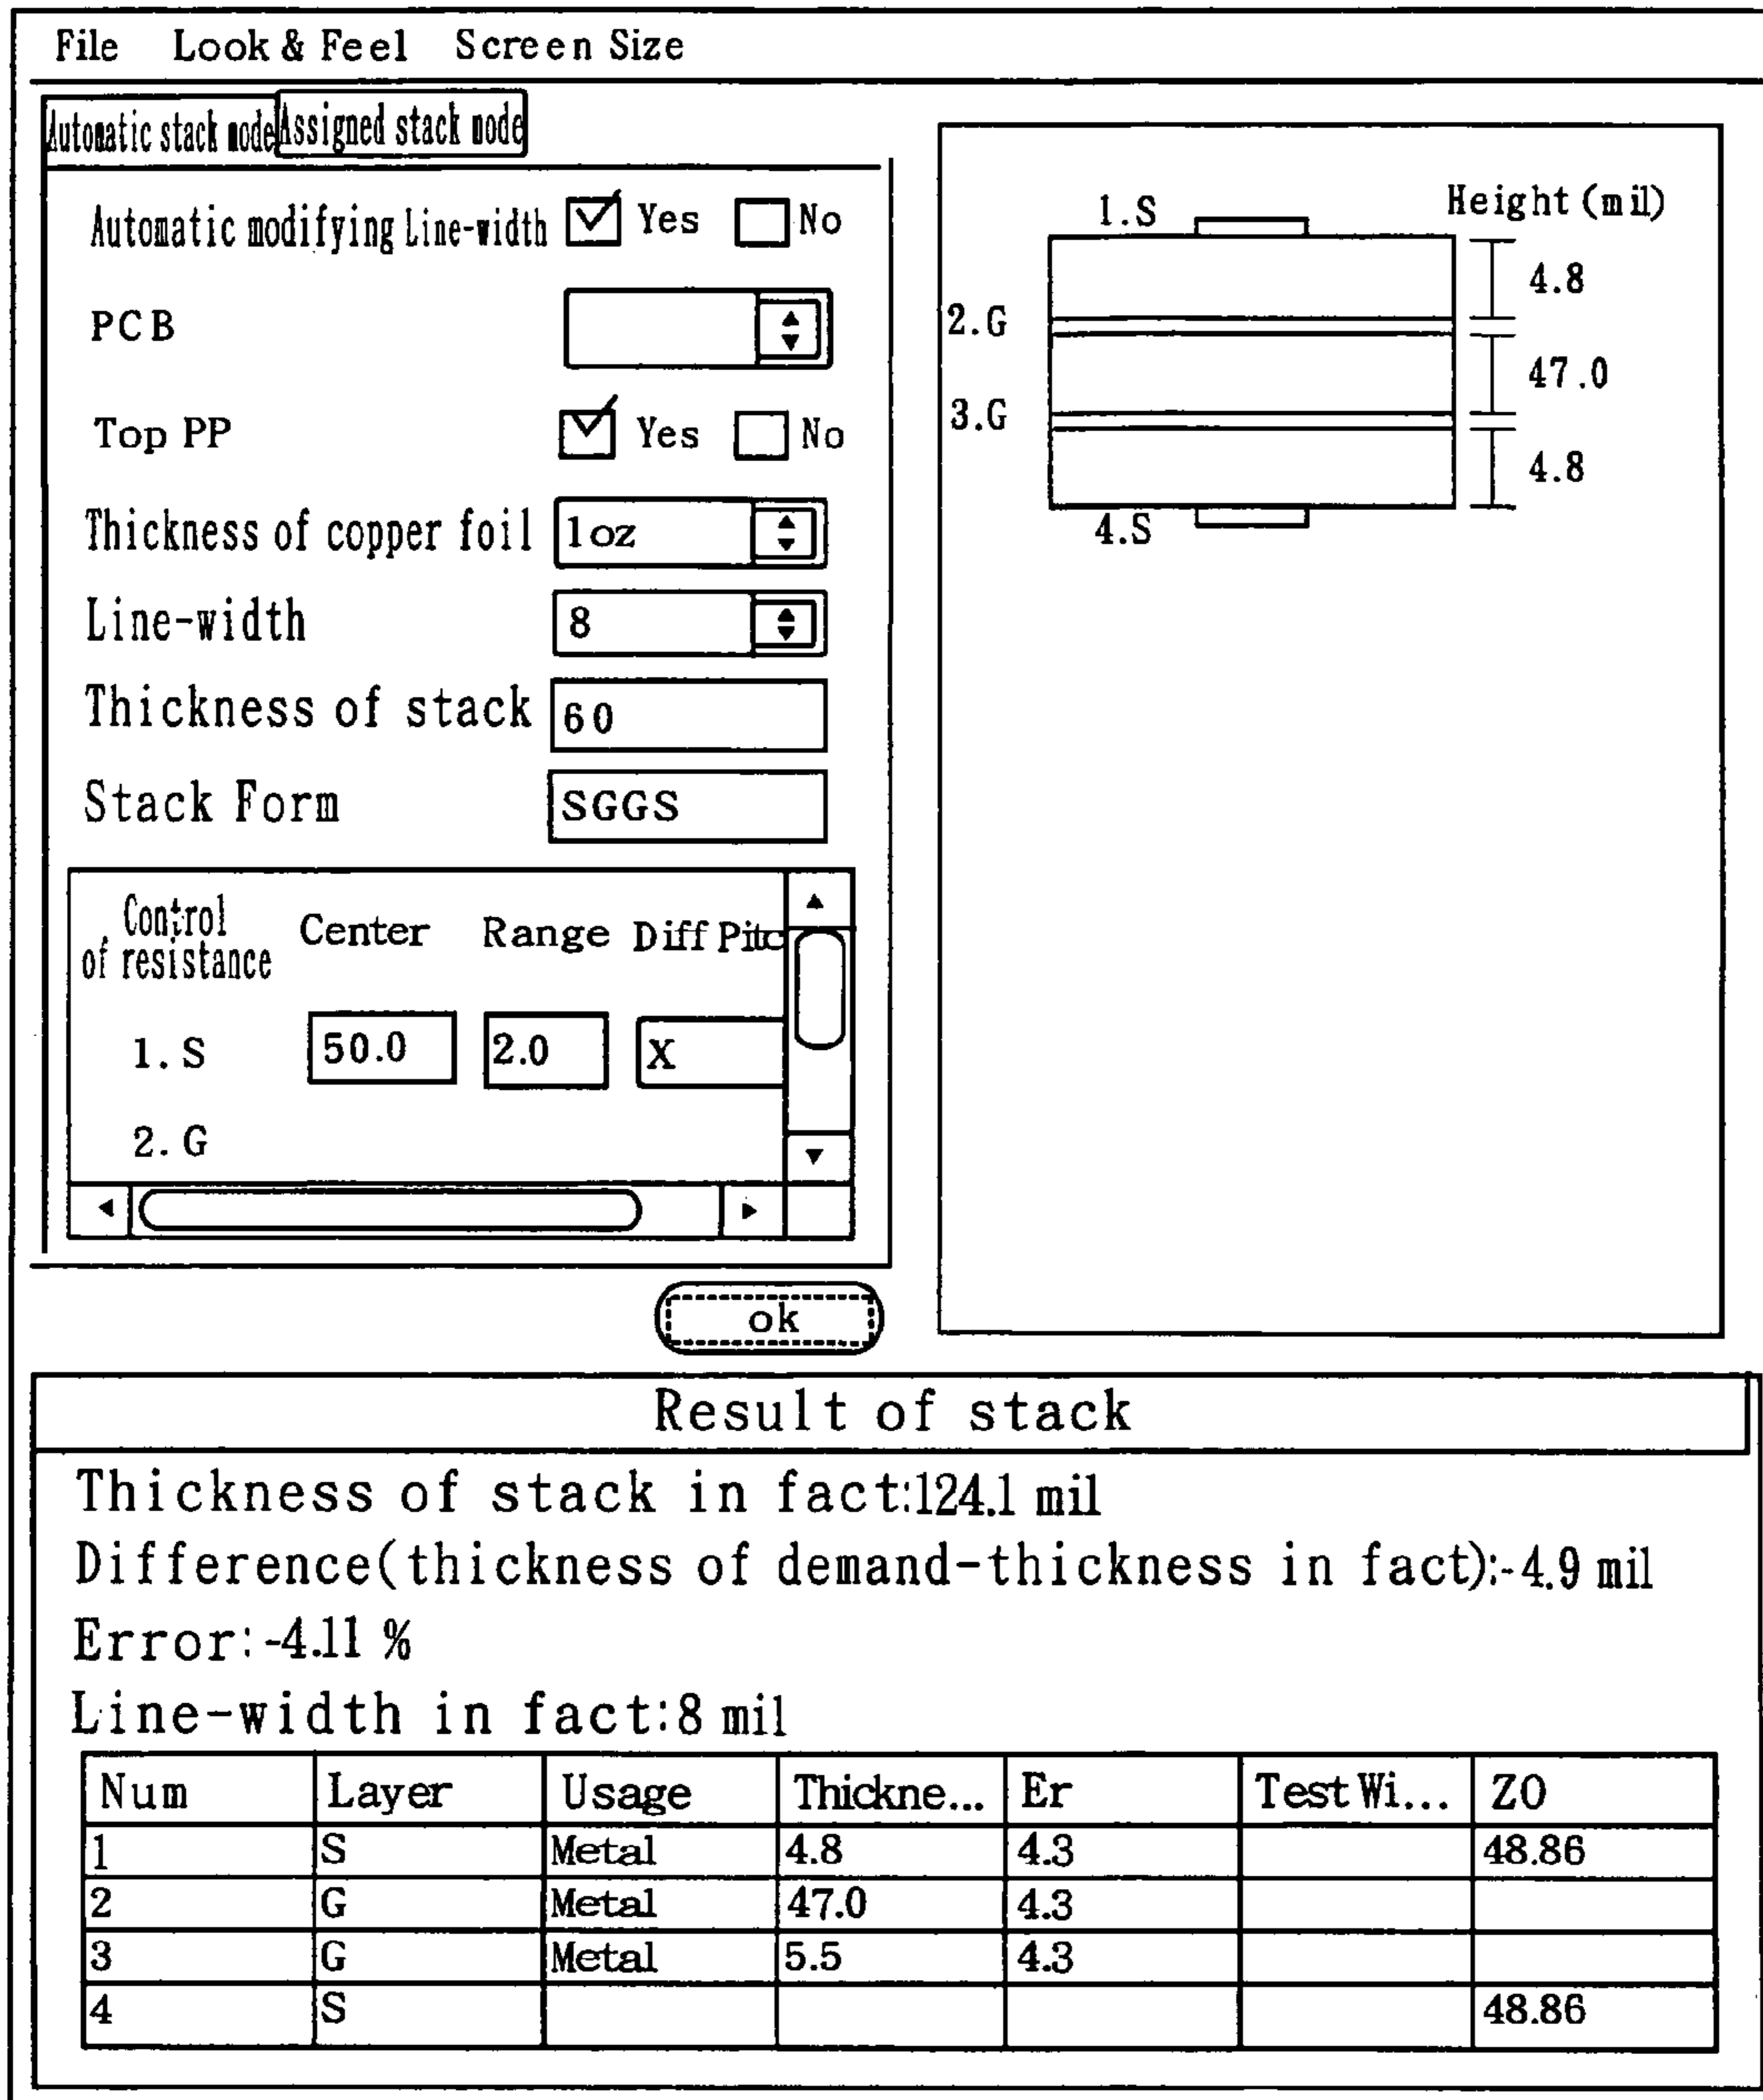 File Look & Feel Screen Size
Automatic stack mode Assigned stack mode
Automatic modifying Line-width Yes No
PCB
Top PP Yes No
Thickness of copper foil 1oz
Line-width 8
Thickness of stack 60
Stack Form SGGS
Control of resistance Center Range Diff Pitc
1. S 50.0 2.0 X
2. G
ok
Height (mil)
1.S
4.8
2.G
47.0
3.G
4.8
4.S
Result of stack
Thickness of stack in fact:124.1 mil
Difference(thickness of demand-thickness in fact):-4.9 mil
Error:-4.11 %
Line-width in fact:8 mil
Num Layer Usage Thickne... Er Test Wi... ZO
1 S Metal 4.8 4.3 48.86
2 G Metal 47.0 4.3
3 G Metal 5.5 4.3
4 S 48.86